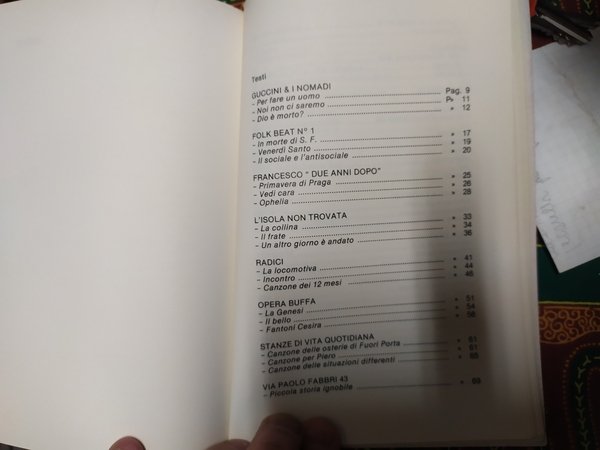 Testi
GUCCINI & I NOMADI Pag. 9
- Per fare un uomo
- Noi non ci saremo 11
- Dio è morto? " 12
FOLK BEAT Nº 1
- In morte di S. F. " 17
- Venerdì Santo " 19
- Il sociale e l'antisociale " 20
FRANCESCO " DUE ANNI DOPO"
- Primavera di Praga " 25
- Vedi cara " 26
- Ophelia " 28
L'ISOLA NON TROVATA
- La collina " 33
- Il frate " 34
- Un altro giorno è andato " 36
RADICI
- La locomotiva " 41
- Incontro " 44
- Canzone dei 12 mesi " 46
OPERA BUFFA
- La Genesi " 51
- Il bello " 54
- Fantoni Cesira " 56
STANZE DI VITA QUOTIDIANA
- Canzone delle osterie di Fuori Porta " 61
- Canzone per Piero " 61
- Canzone delle situazioni differenti "
VIA PAOLO FABBRI 43
- Piccola storia ignobile " 69